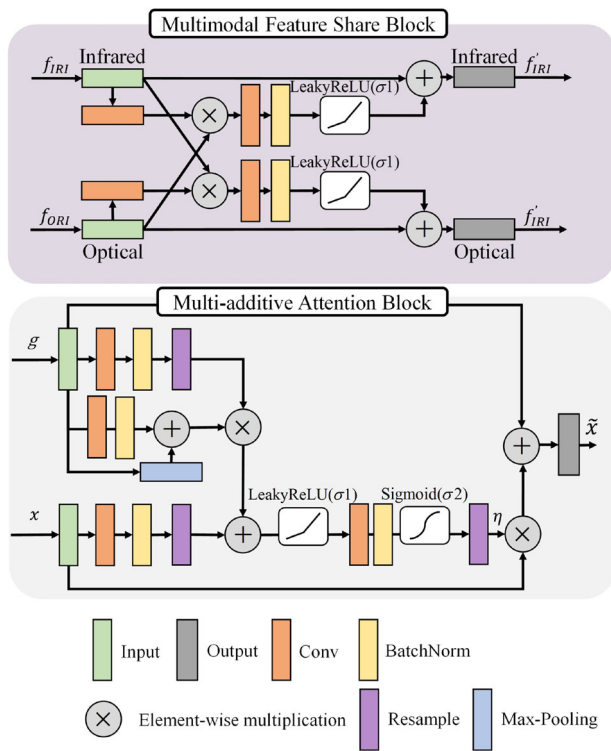 Multimodal Feature Share Block
Infrared
Infrared
f_IRI
f'_IRI
LeakyReLU(σ1)
×
+
LeakyReLU(σ1)
×
+
f_ORI
f'_IRI
Optical
Optical
Multi-additive Attention Block
g
+
×
+
x̃
LeakyReLU(σ1)
Sigmoid(σ2)
x
+
η
×
Input
Output
Conv
BatchNorm
×
Element-wise multiplication
Resample
Max-Pooling